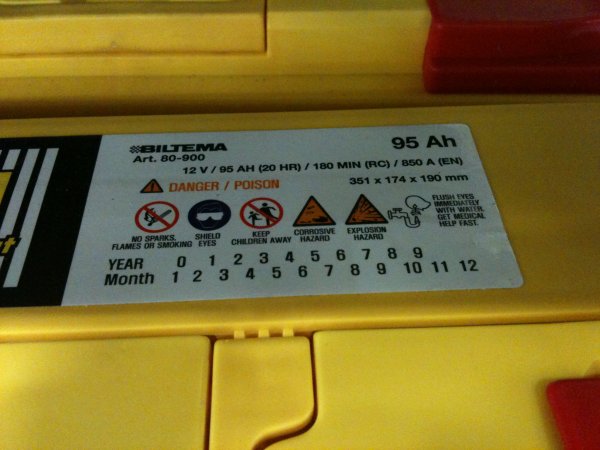 BILTEMA
Art. 80-900
95 Ah
12 V / 95 AH (20 HR) / 180 MIN (RC) / 850 A (EN)
351 x 174 x 190 mm
DANGER / POISON
NO SPARKS,
FLAMES OR SMOKING
SHIELD
EYES
KEEP
CHILDREN AWAY
CORROSIVE
HAZARD
EXPLOSION
HAZARD
FLUSH EYES
IMMEDIATELY
WITH WATER.
GET MEDICAL
HELP FAST.
YEAR 0 1 2 3 4 5 6 7 8 9
Month 1 2 3 4 5 6 7 8 9 10 11 12